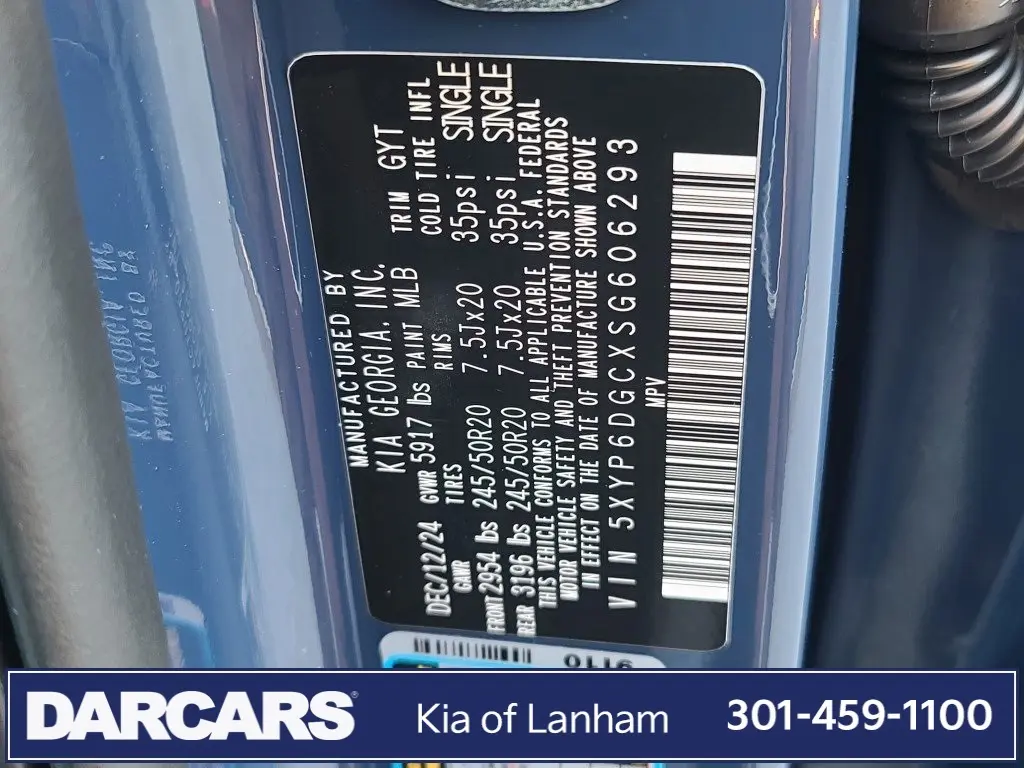 MANUFACTURED BY
KIA GEORGIA, INC.
DEC/12/24 GVWR 5917 lbs PAINT MLB TRIM GYT
GAWR TIRES RIMS COLD TIRE INFL
FRONT 2954 lbs 245/50R20 7.5Jx20 35psi SINGLE
REAR 3196 lbs 245/50R20 7.5Jx20 35psi SINGLE
THIS VEHICLE CONFORMS TO ALL APPLICABLE U.S.A. FEDERAL
MOTOR VEHICLE SAFETY AND THEFT PREVENTION STANDARDS
IN EFFECT ON THE DATE OF MANUFACTURE SHOWN ABOVE
VIN 5XYP6DGCXSG606293
MPV
DARCARS®
Kia of Lanham
301-459-1100